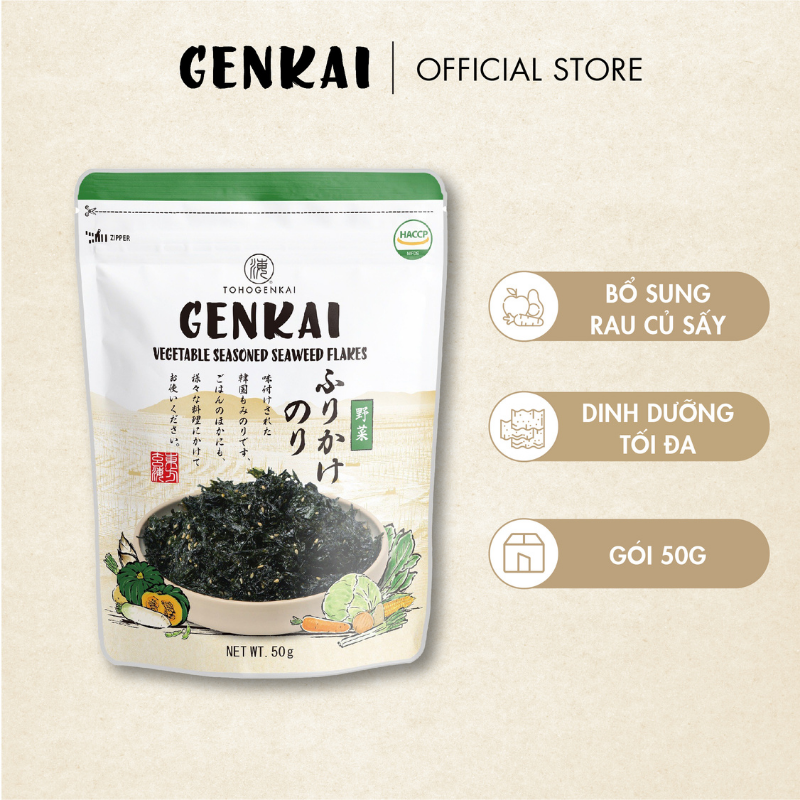 GENKAI | OFFICIAL STORE
ZIPPER
HACCP
TOHOGENKAI
GENKAI
VEGETABLE SEASONED SEAWEED FLAKES
野菜
ふりかけ
のり
味付けされた
韓国もみのりです、
ごはんのほかにも、
様々な料理にかけて
お使いください。
NET WT. 50g
BỔ SUNG
RAU CỦ SẤY
DINH DƯỠNG
TỐI ĐA
GÓI 50G